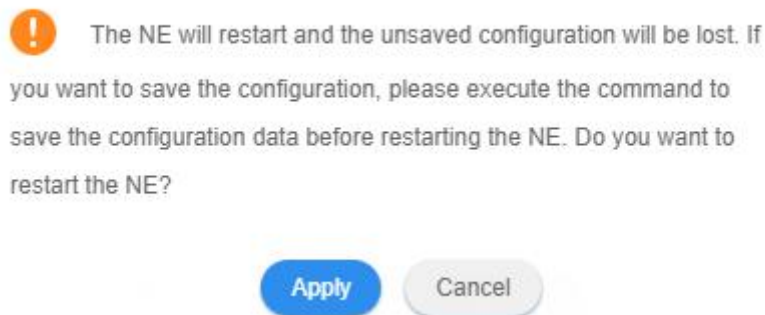 The NE will restart and the unsaved configuration will be lost. If
you want to save the configuration, please execute the command to
save the configuration data before restarting the NE. Do you want to
restart the NE?
Apply Cancel